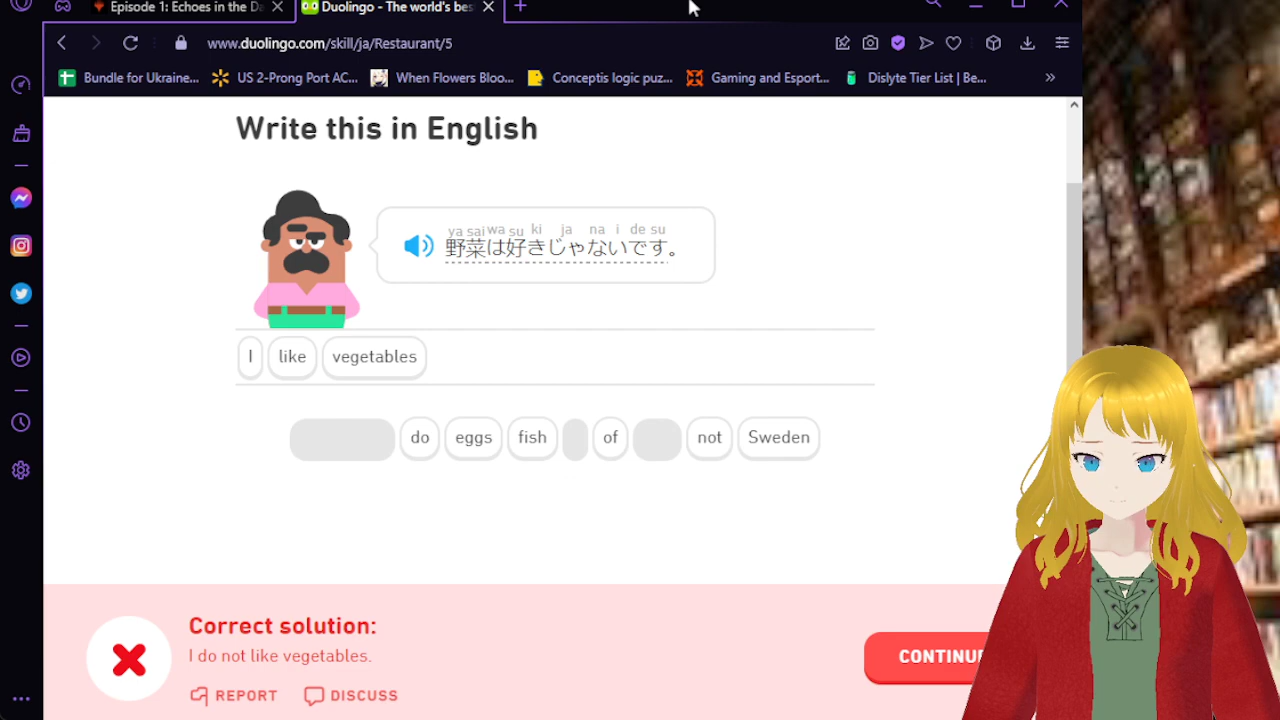 Episode 1: Echoes in the Da
Duolingo - The world's bes
www.duolingo.com/skill/ja/Restaurant/5
Bundle for Ukraine... US 2-Prong Port AC... When Flowers Bloo... Conceptis logic puz... Gaming and Esport... Dislyte Tier List | Be... »
Write this in English
ya sai wa su ki ja na i de su
野菜は好きじゃないです。
I like vegetables
do eggs fish of not Sweden
Correct solution:
I do not like vegetables.
REPORT DISCUSS
CONTINUE